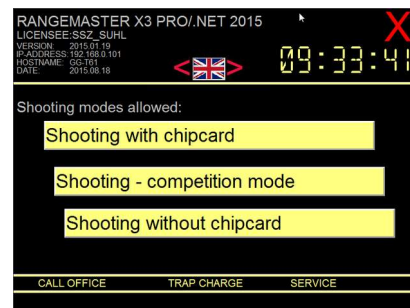 RANGEMASTER X3 PRO/.NET 2015
LICENSEE:SSZ_SUHL
VERSION: 2015.01.19
IP-ADDRESS:192.168.0.101
HOSTNAME: GG-T61
DATE: 2015.08.18
< >
X
09:33:41
Shooting modes allowed:
Shooting with chipcard
Shooting - competition mode
Shooting without chipcard
CALL OFFICE TRAP CHARGE SERVICE